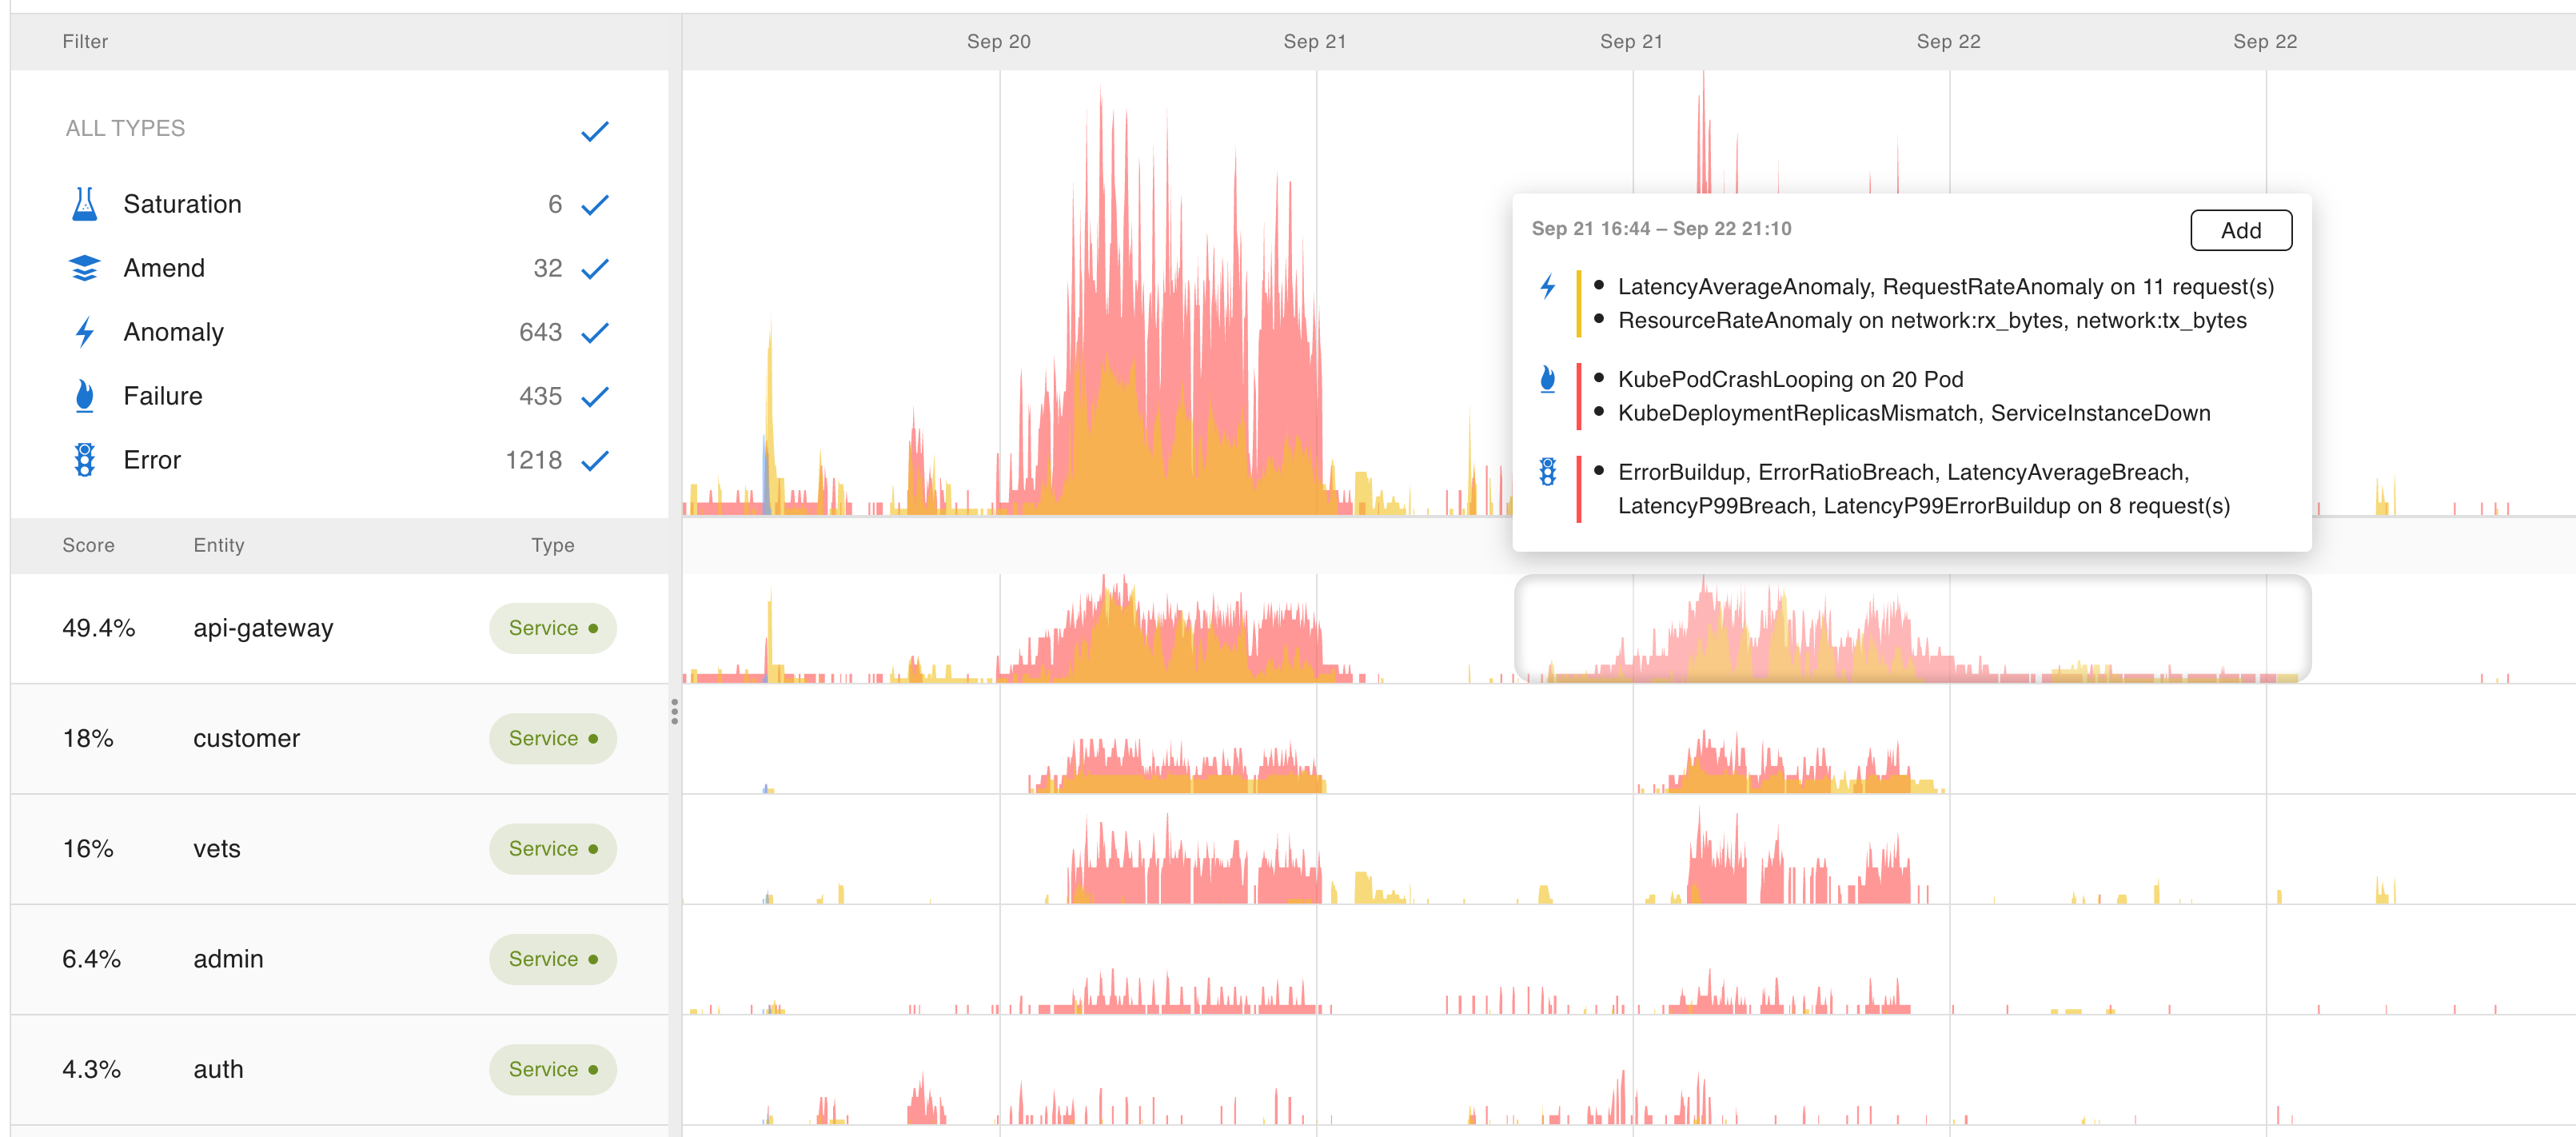 Filter
Sep 20
Sep 21
Sep 21
Sep 22
Sep 22
ALL TYPES
Saturation 6
Amend 32
Anomaly 643
Failure 435
Error 1218
Sep 21 16:44 – Sep 22 21:10
Add
• LatencyAverageAnomaly, RequestRateAnomaly on 11 request(s)
• ResourceRateAnomaly on network:rx_bytes, network:tx_bytes
• KubePodCrashLooping on 20 Pod
• KubeDeploymentReplicasMismatch, ServiceInstanceDown
• ErrorBuildup, ErrorRatioBreach, LatencyAverageBreach,
LatencyP99Breach, LatencyP99ErrorBuildup on 8 request(s)
Score Entity Type
49.4% api-gateway Service
18% customer Service
16% vets Service
6.4% admin Service
4.3% auth Service